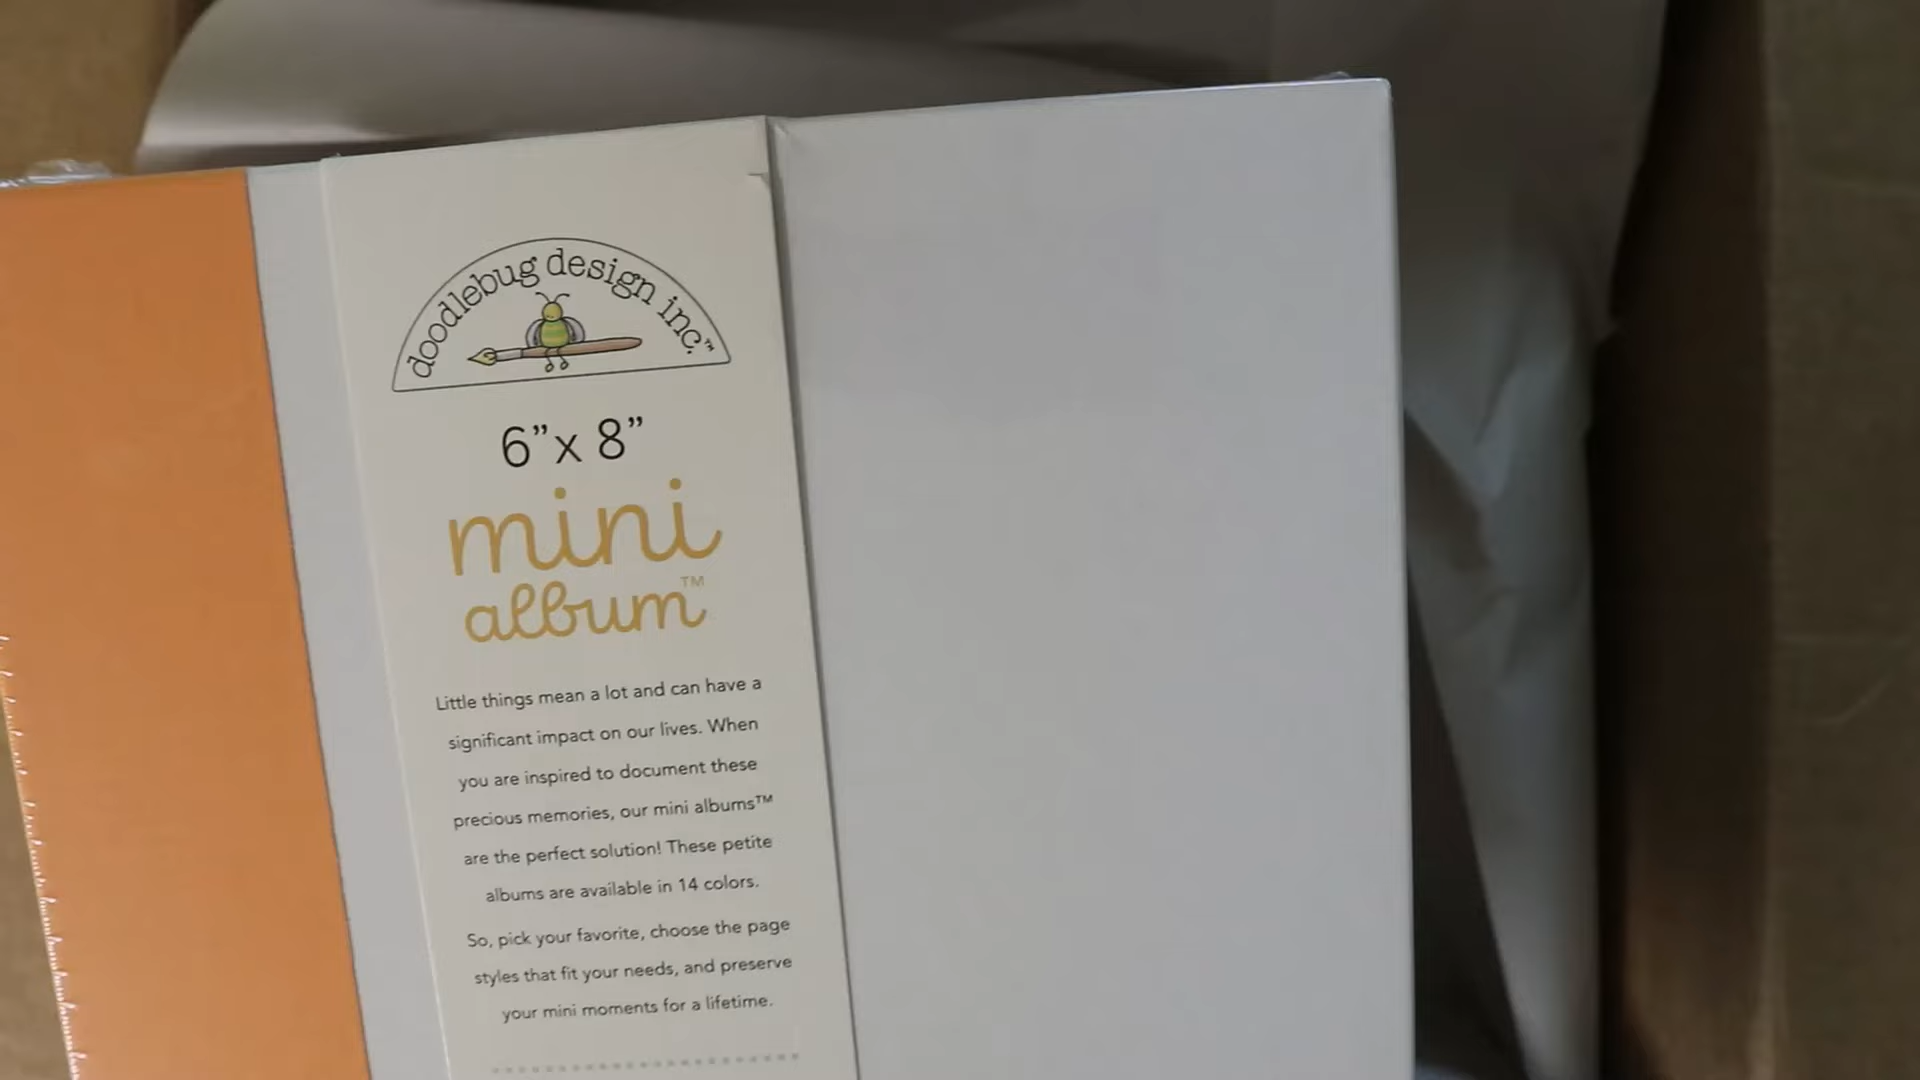 doodlebug design inc.™
6”x 8”
mini
album™
Little things mean a lot and can have a
significant impact on our lives. When
you are inspired to document these
precious memories, our mini albums™
are the perfect solution! These petite
albums are available in 14 colors.
So, pick your favorite, choose the page
styles that fit your needs, and preserve
your mini moments for a lifetime.